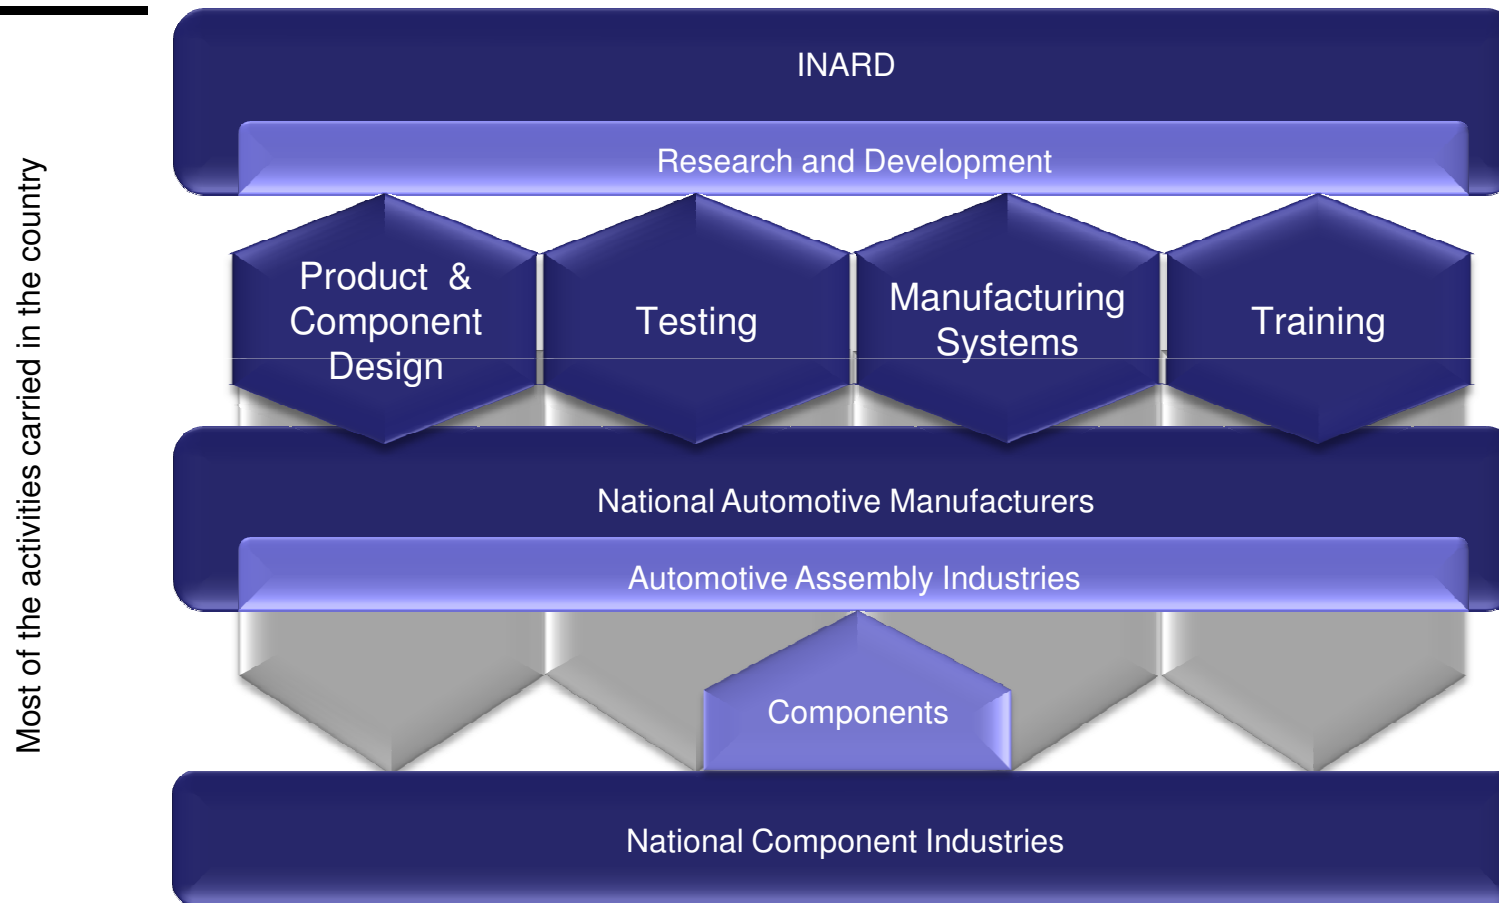 Most of the activities carried in the country
INARD
Research and Development
Product & 
Component
Design
Testing
Manufacturing
Systems
Training
National Automotive Manufacturers
Automotive Assembly Industries
Components
National Component Industries